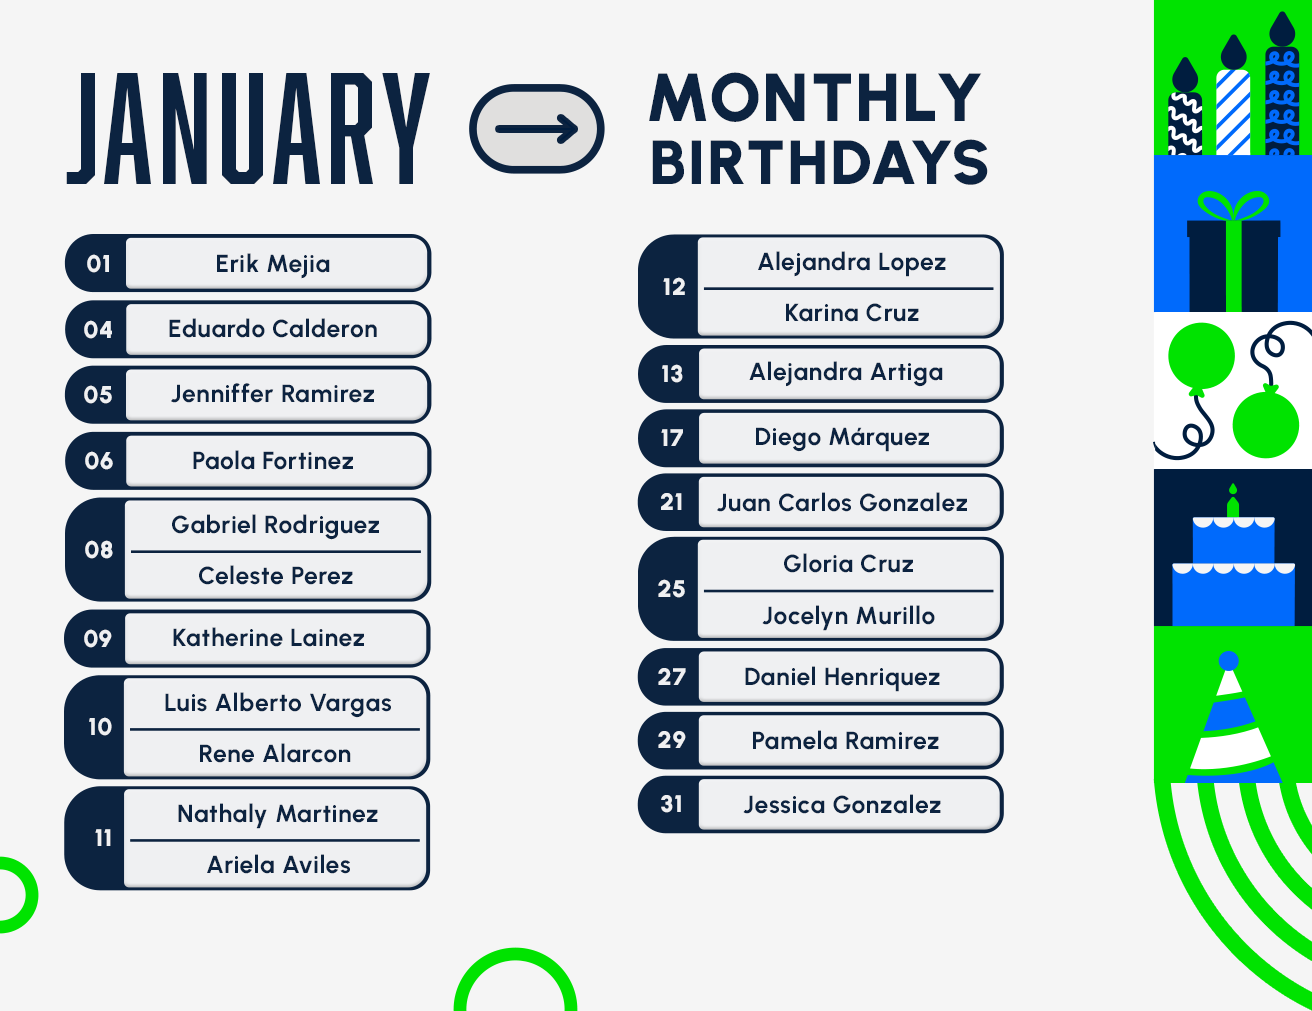 JANUARY
MONTHLY
BIRTHDAYS
01 Erik Mejia
04 Eduardo Calderon
05 Jenniffer Ramirez
06 Paola Fortinez
08 Gabriel Rodriguez
Celeste Perez
09 Katherine Lainez
10 Luis Alberto Vargas
Rene Alarcon
11 Nathaly Martinez
Ariela Aviles
12 Alejandra Lopez
Karina Cruz
13 Alejandra Artiga
17 Diego Márquez
21 Juan Carlos Gonzalez
25 Gloria Cruz
Jocelyn Murillo
27 Daniel Henriquez
29 Pamela Ramirez
31 Jessica Gonzalez